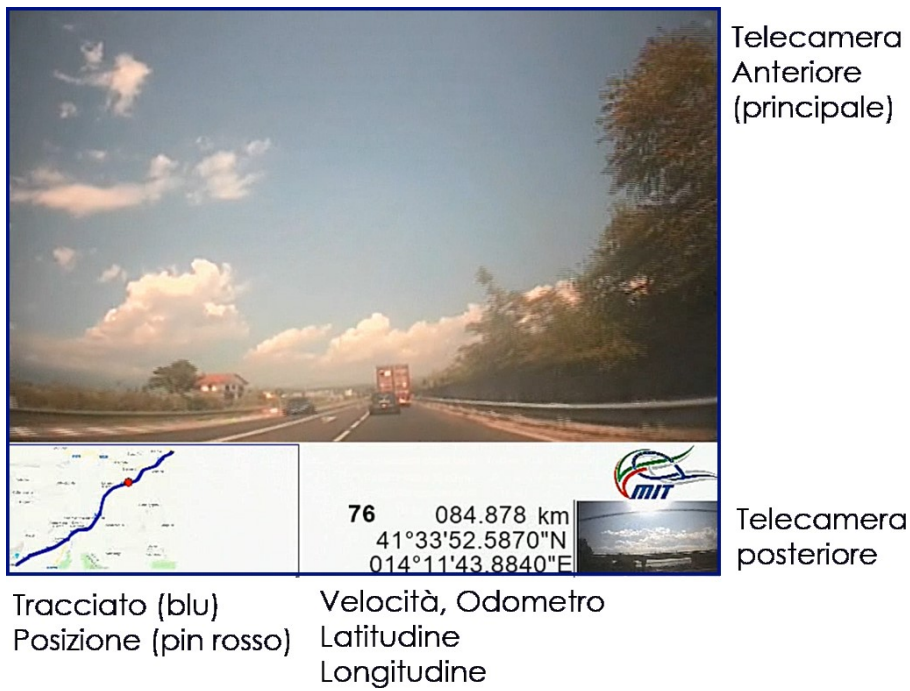 Telecamera
Anteriore
(principale)
MIT
76 084.878 km
41°33'52.5870"N
014°11'43.8840"E
Telecamera
posteriore
Tracciato (blu)
Posizione (pin rosso)
Velocità, Odometro
Latitudine
Longitudine